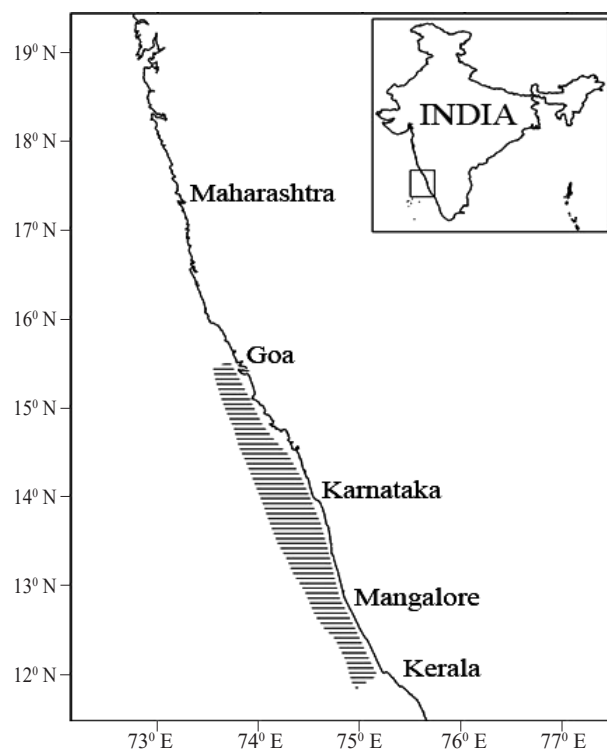 19⁰ N
INDIA
18⁰ N
Maharashtra
17⁰ N
16⁰ N
Goa
15⁰ N
Karnataka
14⁰ N
13⁰ N
Mangalore
12⁰ N
Kerala
73⁰ E 74⁰ E 75⁰ E 76⁰ E 77⁰ E